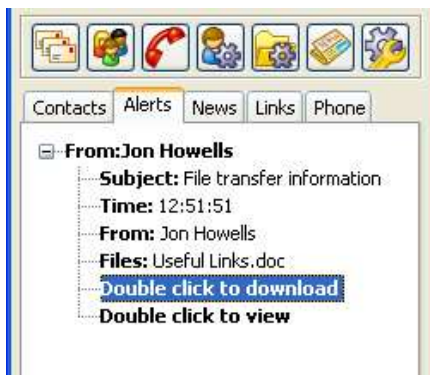 Contacts Alerts News Links Phone
From:Jon Howells
Subject: File transfer information
Time: 12:51:51
From: Jon Howells
Files: Useful Links.doc
Double click to download
Double click to view